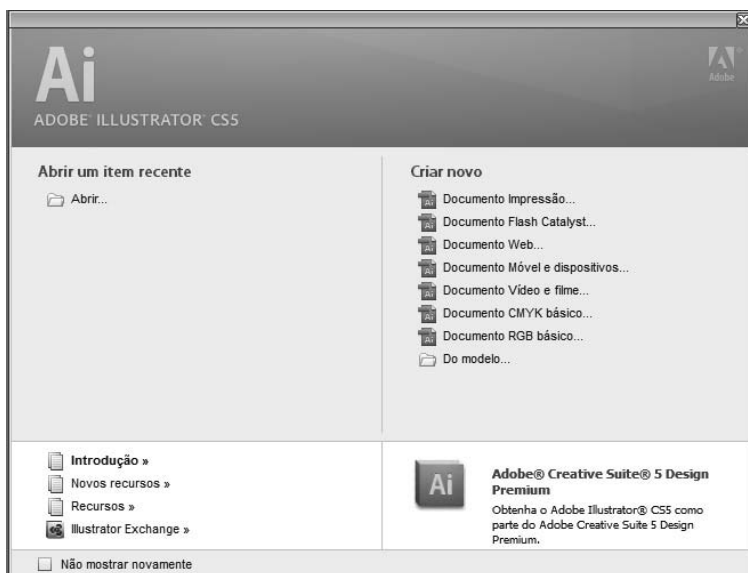 Ai
ADOBE® ILLUSTRATOR® CS5
Adobe
Abrir um item recente
Abrir...
Criar novo
Documento Impressão...
Documento Flash Catalyst...
Documento Web...
Documento Móvel e dispositivos...
Documento Vídeo e filme...
Documento CMYK básico...
Documento RGB básico...
Do modelo...
Introdução »
Novos recursos »
Recursos »
Illustrator Exchange »
Ai
Adobe® Creative Suite® 5 Design
Premium
Obtenha o Adobe Illustrator® CS5 como
parte do Adobe Creative Suite 5 Design
Premium.
Não mostrar novamente